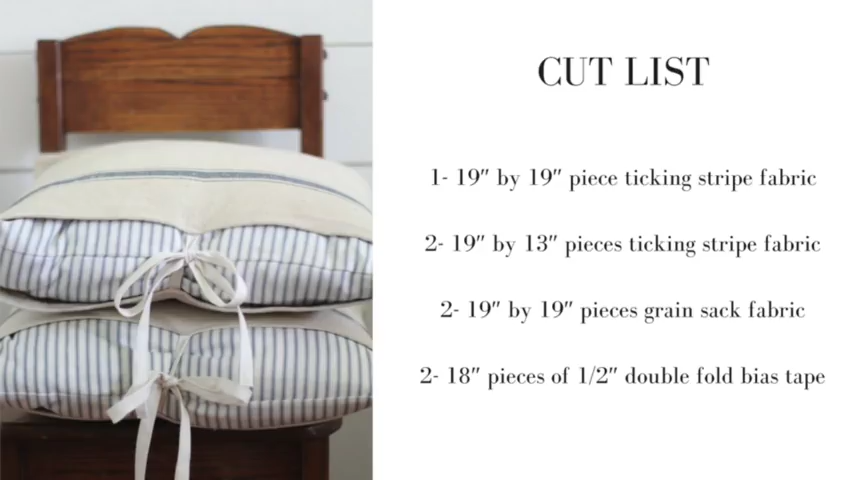 CUT LIST
1- 19" by 19" piece ticking stripe fabric
2- 19" by 13" pieces ticking stripe fabric
2- 19" by 19" pieces grain sack fabric
2- 18" pieces of 1/2" double fold bias tape